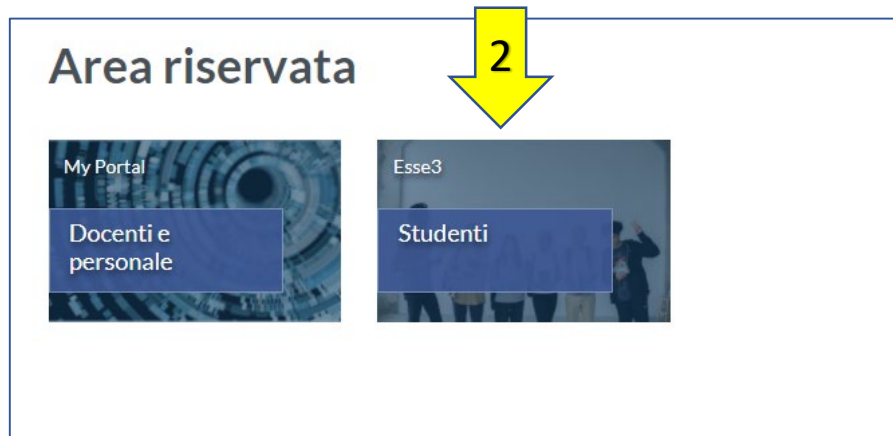 2
Area riservata
My Portal
Esse3
Docenti e
personale
Studenti